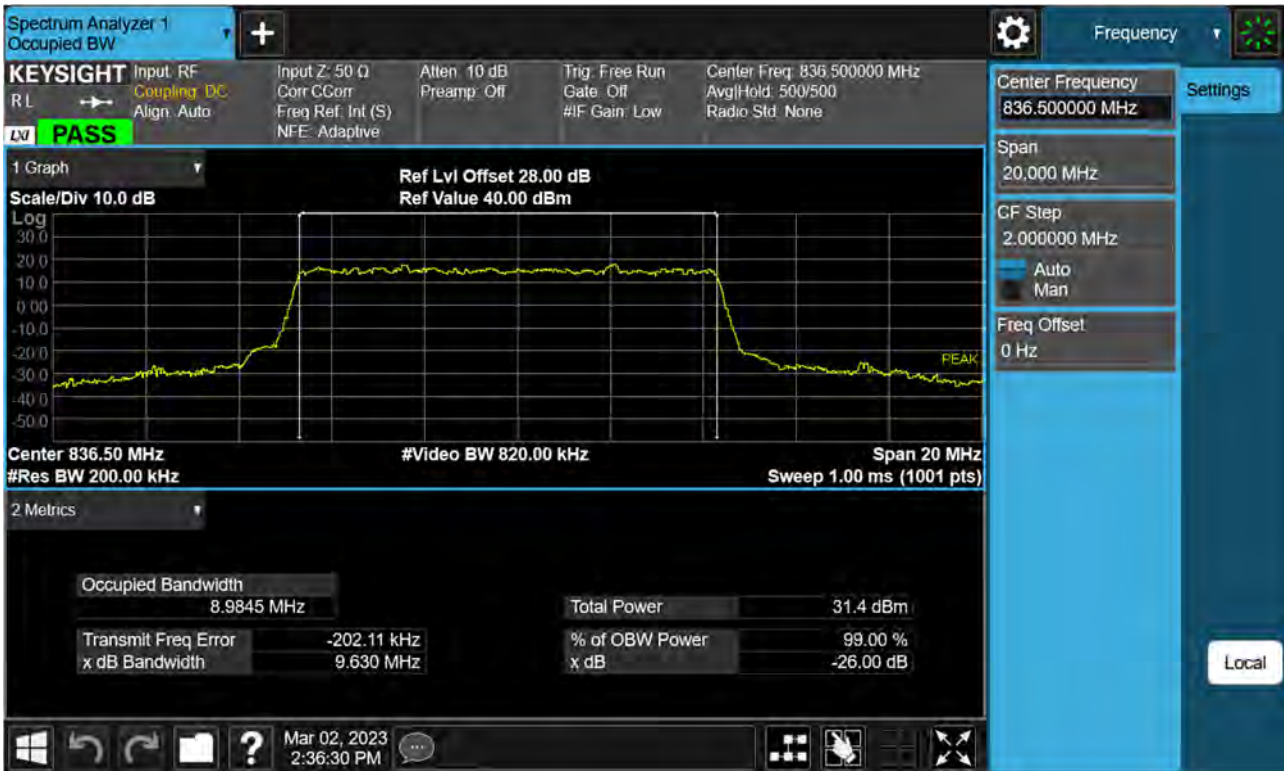 Spectrum Analyzer 1
Occupied BW
+
Frequency
KEYSIGHT
RL
LXI
PASS
Input: RF
Coupling: DC
Align: Auto
Input Z: 50 Ω
Corr CCorr
Freq Ref: Int (S)
NFE: Adaptive
Atten: 10 dB
Preamp: Off
Trig: Free Run
Gate: Off
#IF Gain: Low
Center Freq: 836.500000 MHz
Avg|Hold: 500/500
Radio Std: None
Center Frequency
836.500000 MHz
Settings
Span
20.000 MHz
CF Step
2.000000 MHz
Auto
Man
Freq Offset
0 Hz
Local
1 Graph
Scale/Div 10.0 dB
Ref Lvl Offset 28.00 dB
Ref Value 40.00 dBm
Log
30.0
20.0
10.0
0.00
-10.0
-20.0
-30.0
-40.0
-50.0
PEAK
Center 836.50 MHz
#Res BW 200.00 kHz
#Video BW 820.00 kHz
Span 20 MHz
Sweep 1.00 ms (1001 pts)
2 Metrics
Occupied Bandwidth
8.9845 MHz
Transmit Freq Error -202.11 kHz
x dB Bandwidth 9.630 MHz
Total Power 31.4 dBm
% of OBW Power 99.00 %
x dB -26.00 dB
?
Mar 02, 2023
2:36:30 PM